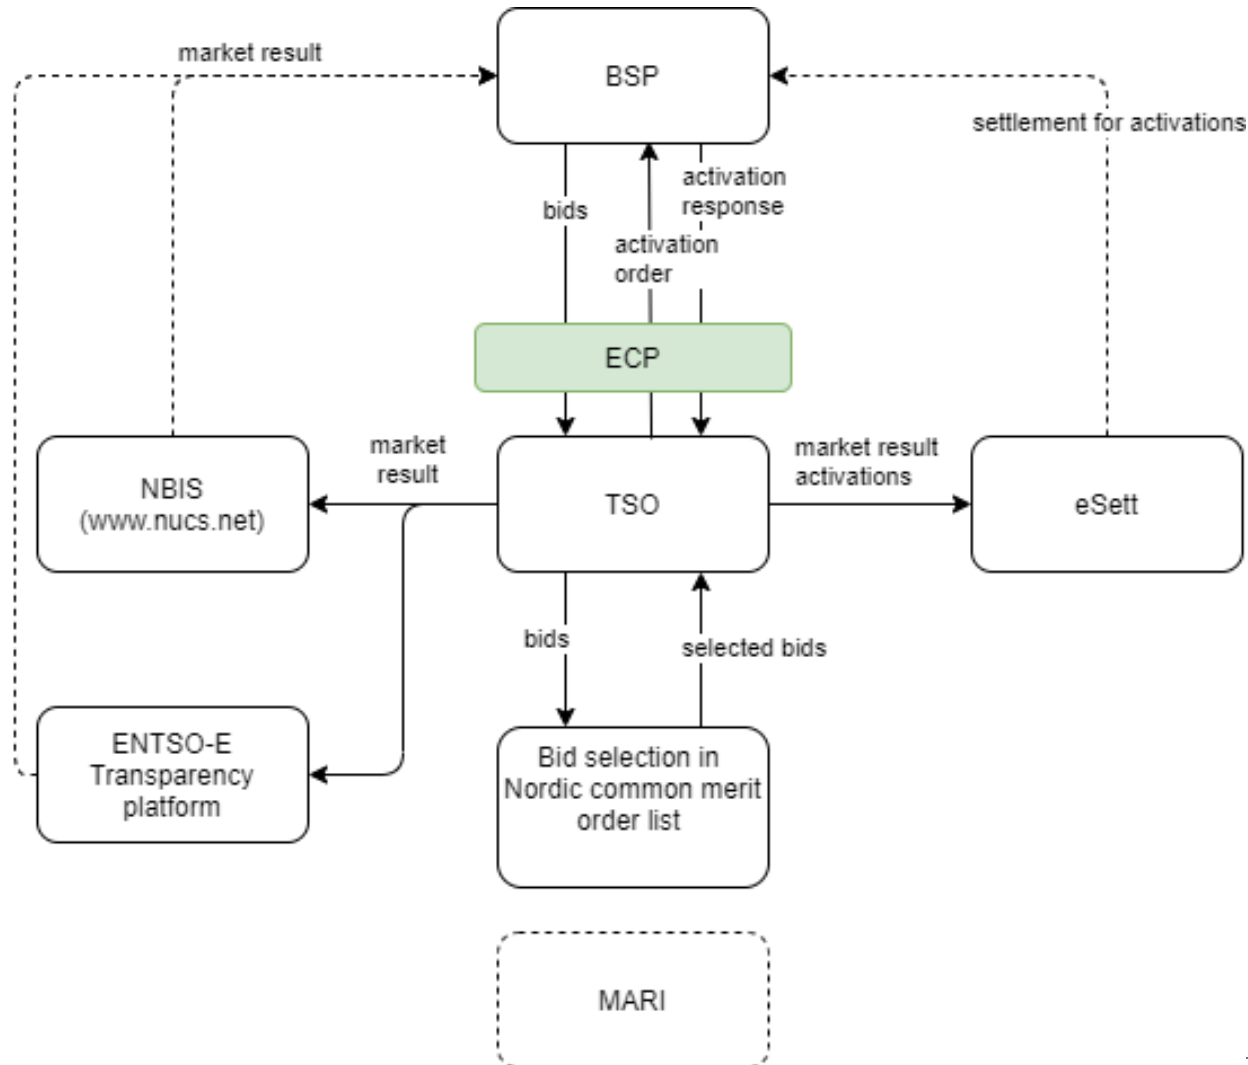 market result
BSP
settlement for activations
bids
activation
response
activation
order
ECP
NBIS
(www.nucs.net)
market
result
TSO
market result
activations
eSett
bids
selected bids
ENTSO-E
Transparency
platform
Bid selection in
Nordic common merit
order list
MARI